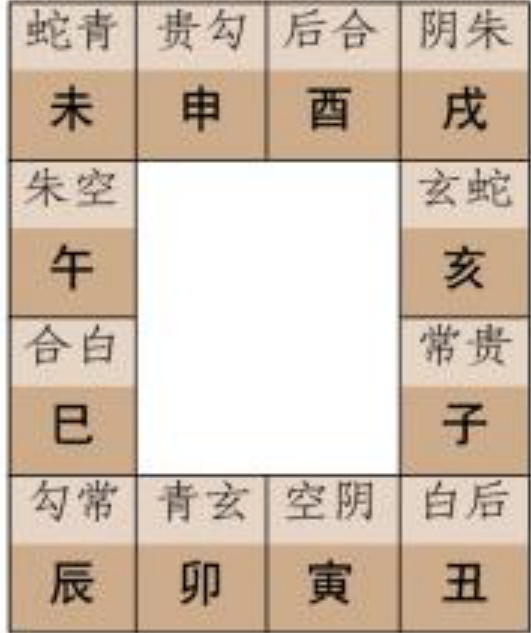 蛇青 贵勾 后合 阴朱
未 申 酉 戌
朱空 玄蛇
午 亥
合白 常贵
巳 子
勾常 青玄 空阴 白后
辰 卯 寅 丑